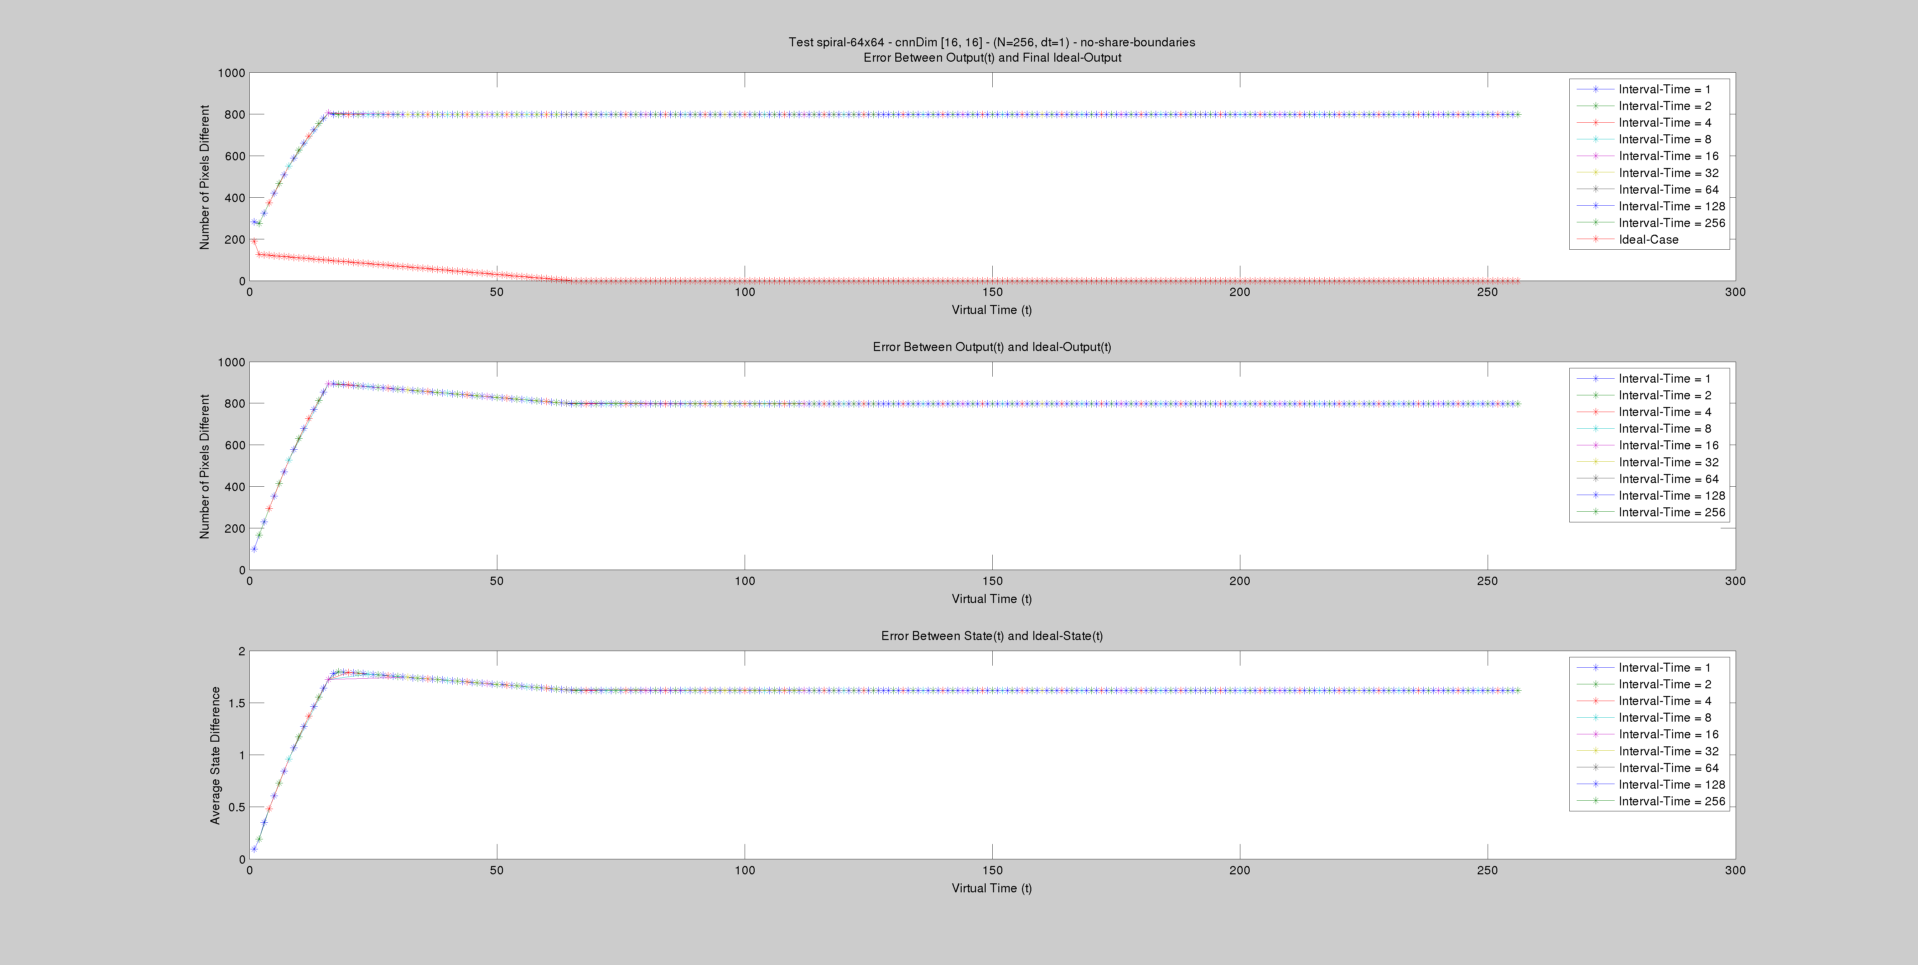 Test spiral-64x64 - cnnDim [16, 16] - (N=256, dt=1) - no-share-boundaries
Error Between Output(t) and Final Ideal-Output
Number of Pixels Different
1000
800
600
400
200
0
0 50 100 150 200 250 300
Virtual Time (t)
Interval-Time = 1
Interval-Time = 2
Interval-Time = 4
Interval-Time = 8
Interval-Time = 16
Interval-Time = 32
Interval-Time = 64
Interval-Time = 128
Interval-Time = 256
Ideal-Case
Error Between Output(t) and Ideal-Output(t)
Number of Pixels Different
1000
800
600
400
200
0
0 50 100 150 200 250 300
Virtual Time (t)
Interval-Time = 1
Interval-Time = 2
Interval-Time = 4
Interval-Time = 8
Interval-Time = 16
Interval-Time = 32
Interval-Time = 64
Interval-Time = 128
Interval-Time = 256
Error Between State(t) and Ideal-State(t)
Average State Difference
2
1.5
1
0.5
0
0 50 100 150 200 250 300
Virtual Time (t)
Interval-Time = 1
Interval-Time = 2
Interval-Time = 4
Interval-Time = 8
Interval-Time = 16
Interval-Time = 32
Interval-Time = 64
Interval-Time = 128
Interval-Time = 256